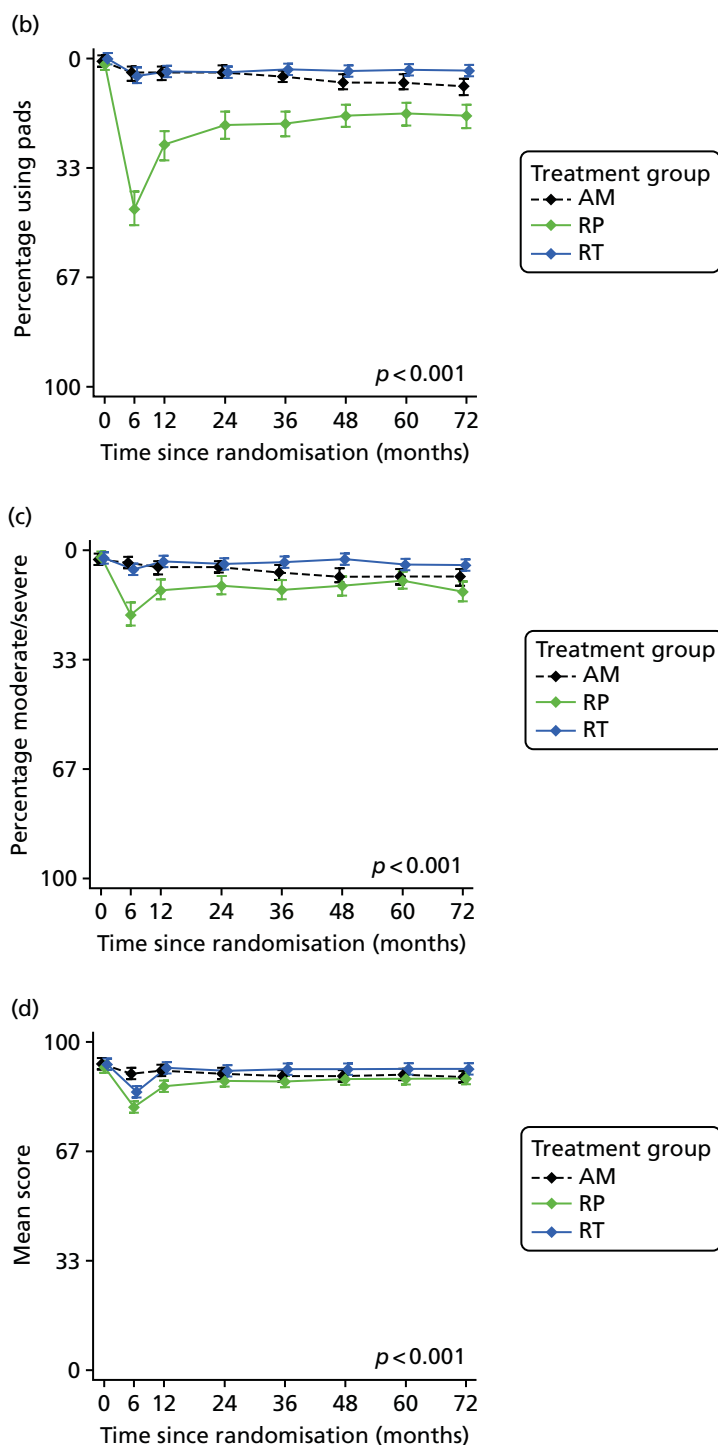 (b)
Percentage using pads
0
33
67
100
p < 0.001
0 6 12 24 36 48 60 72
Time since randomisation (months)
Treatment group
AM
RP
RT
(c)
Percentage moderate/severe
0
33
67
100
p < 0.001
0 6 12 24 36 48 60 72
Time since randomisation (months)
Treatment group
AM
RP
RT
(d)
Mean score
100
67
33
0
p < 0.001
0 6 12 24 36 48 60 72
Time since randomisation (months)
Treatment group
AM
RP
RT